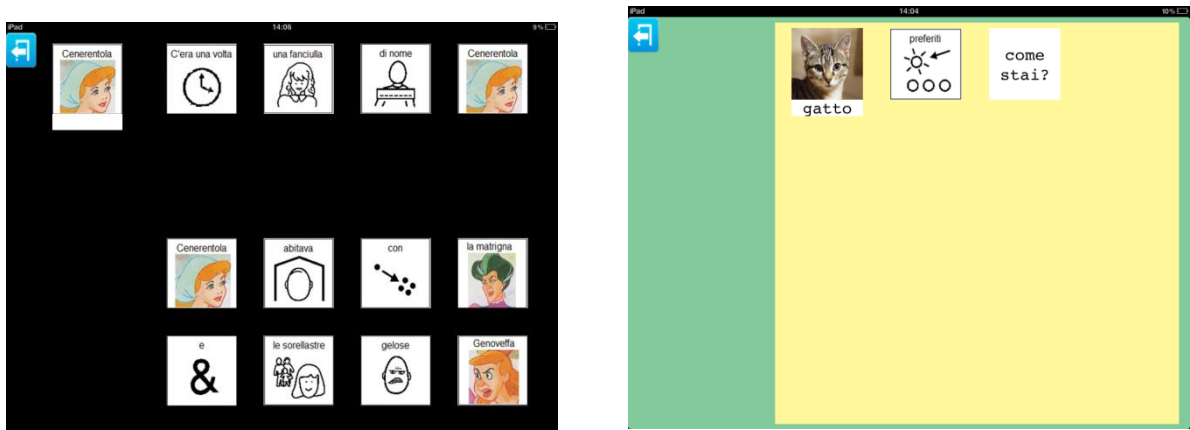 iPad 14:06 9%
Cenerentola C'era una volta una fanciulla di nome Cenerentola
Cenerentola abitava con la matrigna
e le sorellastre gelose Genoveffa
&
iPad 14:04 10%
preferiti
come
stai?
gatto